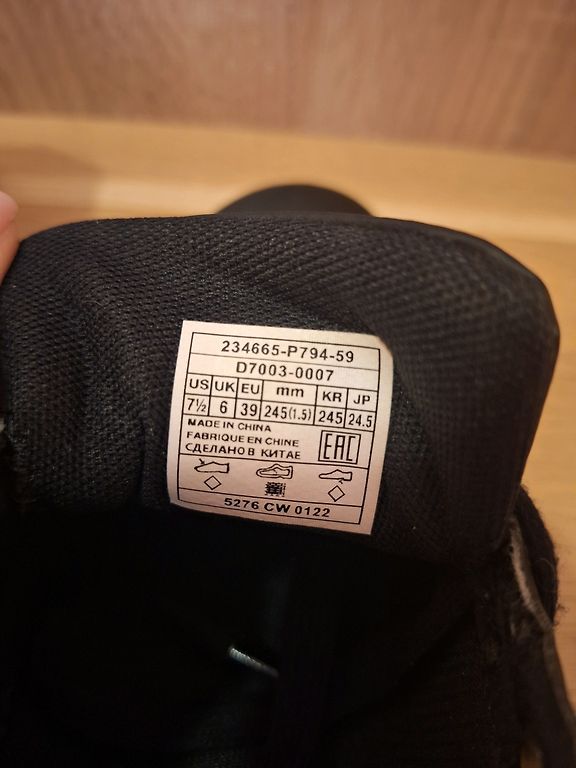 234665-P794-59
D7003-0007
US UK EU mm KR JP
7½ 6 39 245(1.5) 245 24.5
MADE IN CHINA
FABRIQUE EN CHINE
СДЕЛАНО В КИТАЕ
EAC
5276 CW 0122